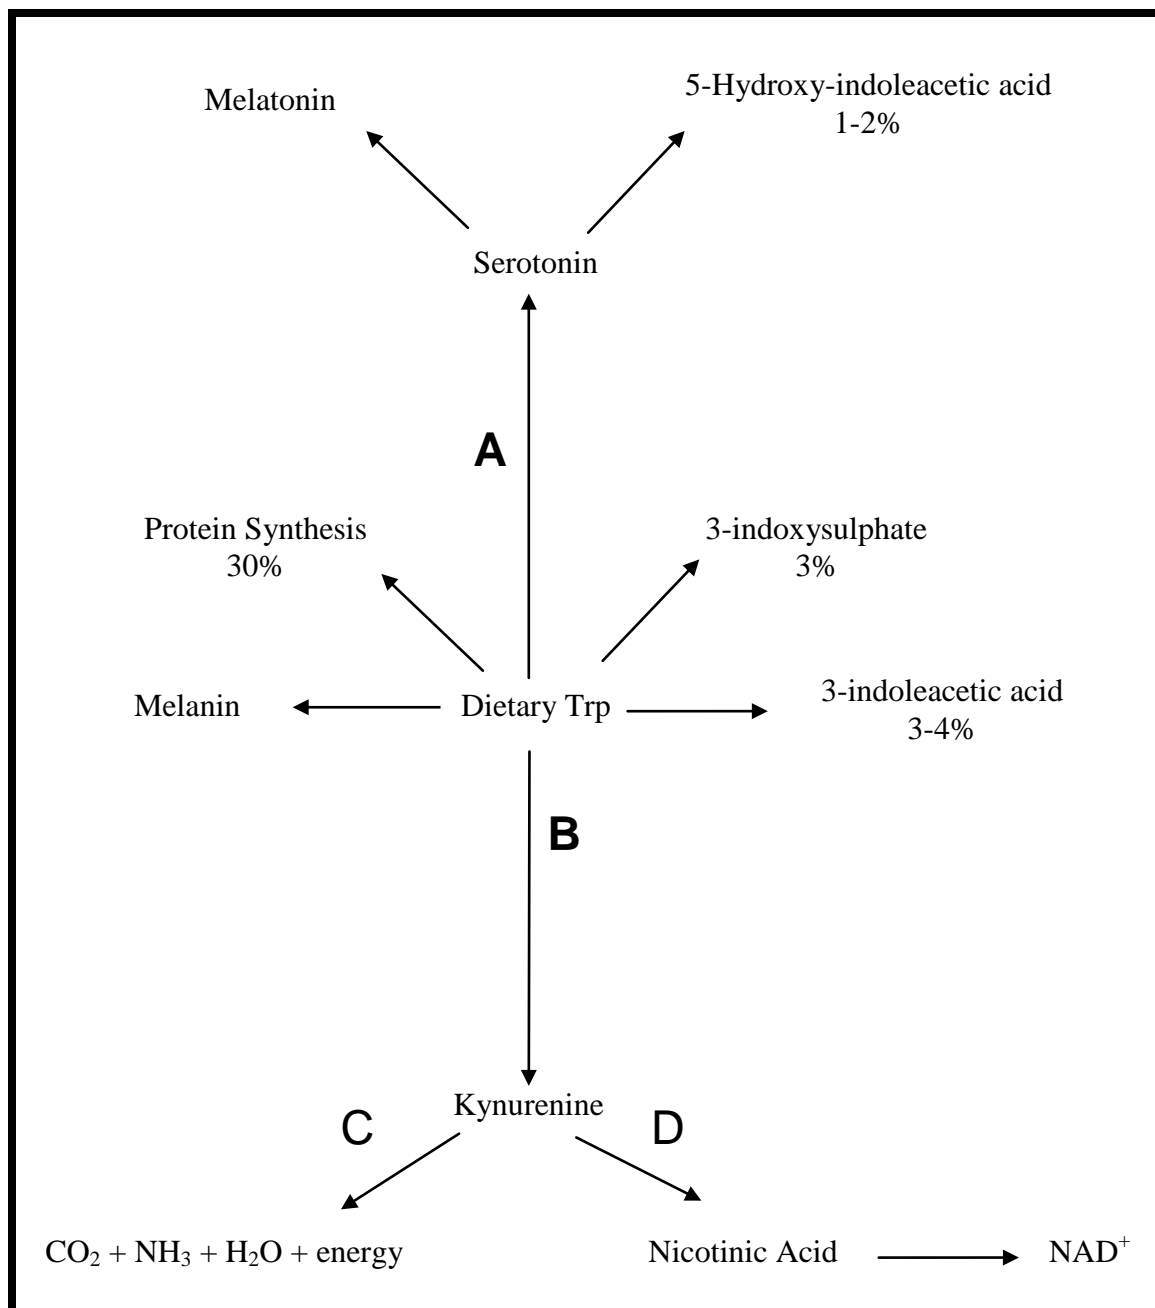 Melatonin
5-Hydroxy-indoleacetic acid
1-2%
Serotonin
A
Protein Synthesis
30%
3-indoxysulphate
3%
Melanin
Dietary Trp
3-indoleacetic acid
3-4%
B
Kynurenine
C
D
CO₂ + NH₃ + H₂O + energy
Nicotinic Acid
NAD⁺